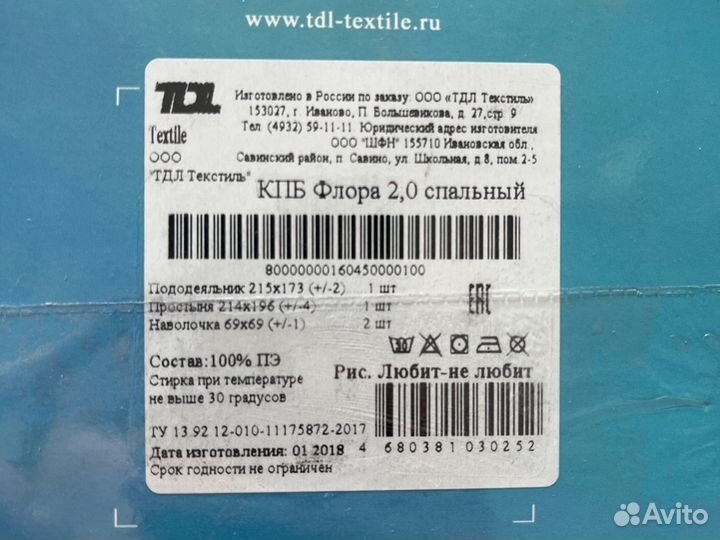 www.tdl-textile.ru
TDL
Изготовлено в России по заказу: ООО «ТДЛ Текстиль»
153027, г. Иваново, П. Большевикова, д. 27,стр. 9
Тел. (4932) 59-11-11. Юридический адрес изготовителя
Textile
ООО "ШФН" 155710 Ивановская обл.,
ООО
Савинский район, п. Савино, ул. Школьная, д.8, пом. 2-5
"ТДЛ Текстиль"
КПБ Флора 2,0 спальный
80000000160450000100
Пододеяльник 215х173 (+/-2) 1 шт
Простыня 214х196 (+/-4) 1 шт
Наволочка 69х69 (+/-1) 2 шт
EAC
30
Состав:100% ПЭ
Рис. Любит-не любит
Стирка при температуре
не выше 30 градусов
ТУ 13.92.12-010-11175872-2017
Дата изготовления: 01.2018
4 680381 030252
Срок годности не ограничен
Avito